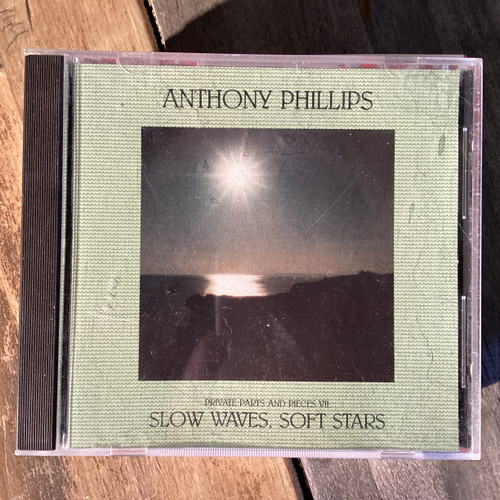 ANTHONY PHILLIPS
PRIVATE PARTS AND PIECES VII
SLOW WAVES, SOFT STARS